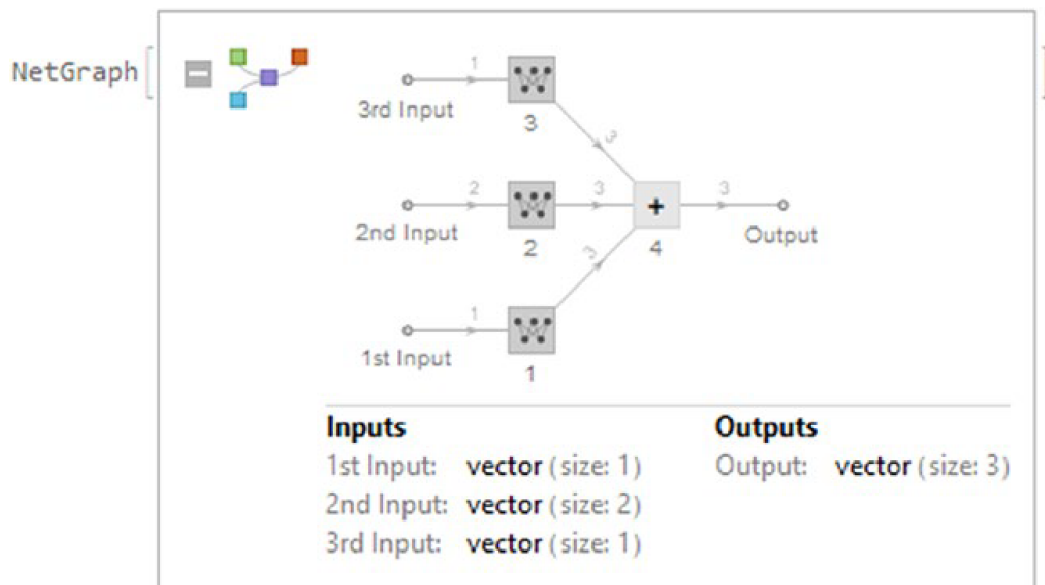 NetGraph
1
3rd Input
3
3
2
2nd Input
2
3
+
4
3
Output
3
1
1st Input
1
Inputs
Outputs
1st Input: vector (size: 1)
Output: vector (size: 3)
2nd Input: vector (size: 2)
3rd Input: vector (size: 1)